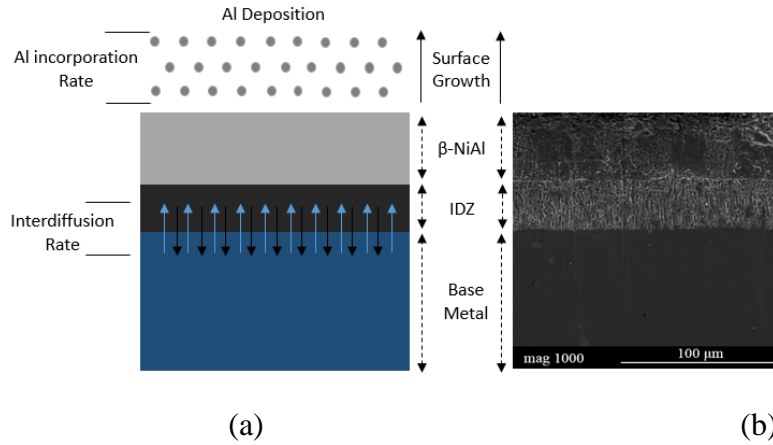 Al Deposition
Al incorporation
Rate
Surface
Growth
β-NiAl
IDZ
Interdiffusion
Rate
Base
Metal
mag 1000
100 μm
(a)
(b)